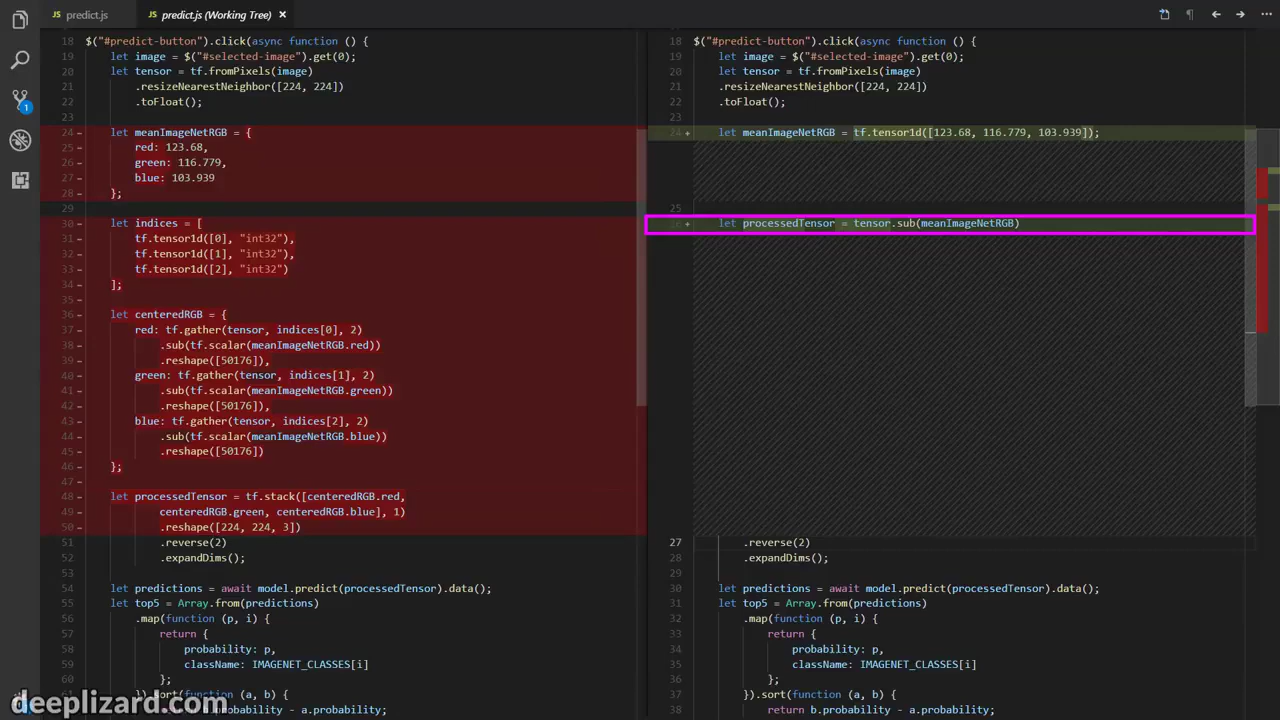 predict.js
predict.js (Working Tree)
18 $("#predict-button").click(async function () {
19 let image = $("#selected-image").get(0);
20 let tensor = tf.fromPixels(image)
21 .resizeNearestNeighbor([224, 224])
22 .toFloat();
23
24 - let meanImageNetRGB = {
25 - red: 123.68,
26 - green: 116.779,
27 - blue: 103.939
28 - };
29
30 - let indices = [
31 - tf.tensor1d([0], "int32"),
32 - tf.tensor1d([1], "int32"),
33 - tf.tensor1d([2], "int32")
34 - ];
35 -
36 - let centeredRGB = {
37 - red: tf.gather(tensor, indices[0], 2)
38 - .sub(tf.scalar(meanImageNetRGB.red))
39 - .reshape([50176]),
40 - green: tf.gather(tensor, indices[1], 2)
41 - .sub(tf.scalar(meanImageNetRGB.green))
42 - .reshape([50176]),
43 - blue: tf.gather(tensor, indices[2], 2)
44 - .sub(tf.scalar(meanImageNetRGB.blue))
45 - .reshape([50176])
46 - };
47 -
48 - let processedTensor = tf.stack([centeredRGB.red,
49 - centeredRGB.green, centeredRGB.blue], 1)
50 - .reshape([224, 224, 3])
51 .reverse(2)
52 .expandDims();
53
54 let predictions = await model.predict(processedTensor).data();
55 let top5 = Array.from(predictions)
56 .map(function (p, i) {
57 return {
58 probability: p,
59 className: IMAGENET_CLASSES[i]
60 };
61 }).sort(function (a, b) {
b.probability - a.probability;
18 $("#predict-button").click(async function () {
19 let image = $("#selected-image").get(0);
20 let tensor = tf.fromPixels(image)
21 .resizeNearestNeighbor([224, 224])
22 .toFloat();
23
24 + let meanImageNetRGB = tf.tensor1d([123.68, 116.779, 103.939]);
25
+ let processedTensor = tensor.sub(meanImageNetRGB)
27 .reverse(2)
28 .expandDims();
29
30 let predictions = await model.predict(processedTensor).data();
31 let top5 = Array.from(predictions)
32 .map(function (p, i) {
33 return {
34 probability: p,
35 className: IMAGENET_CLASSES[i]
36 };
37 }).sort(function (a, b) {
38 return b.probability - a.probability;
1
deeplizard.com